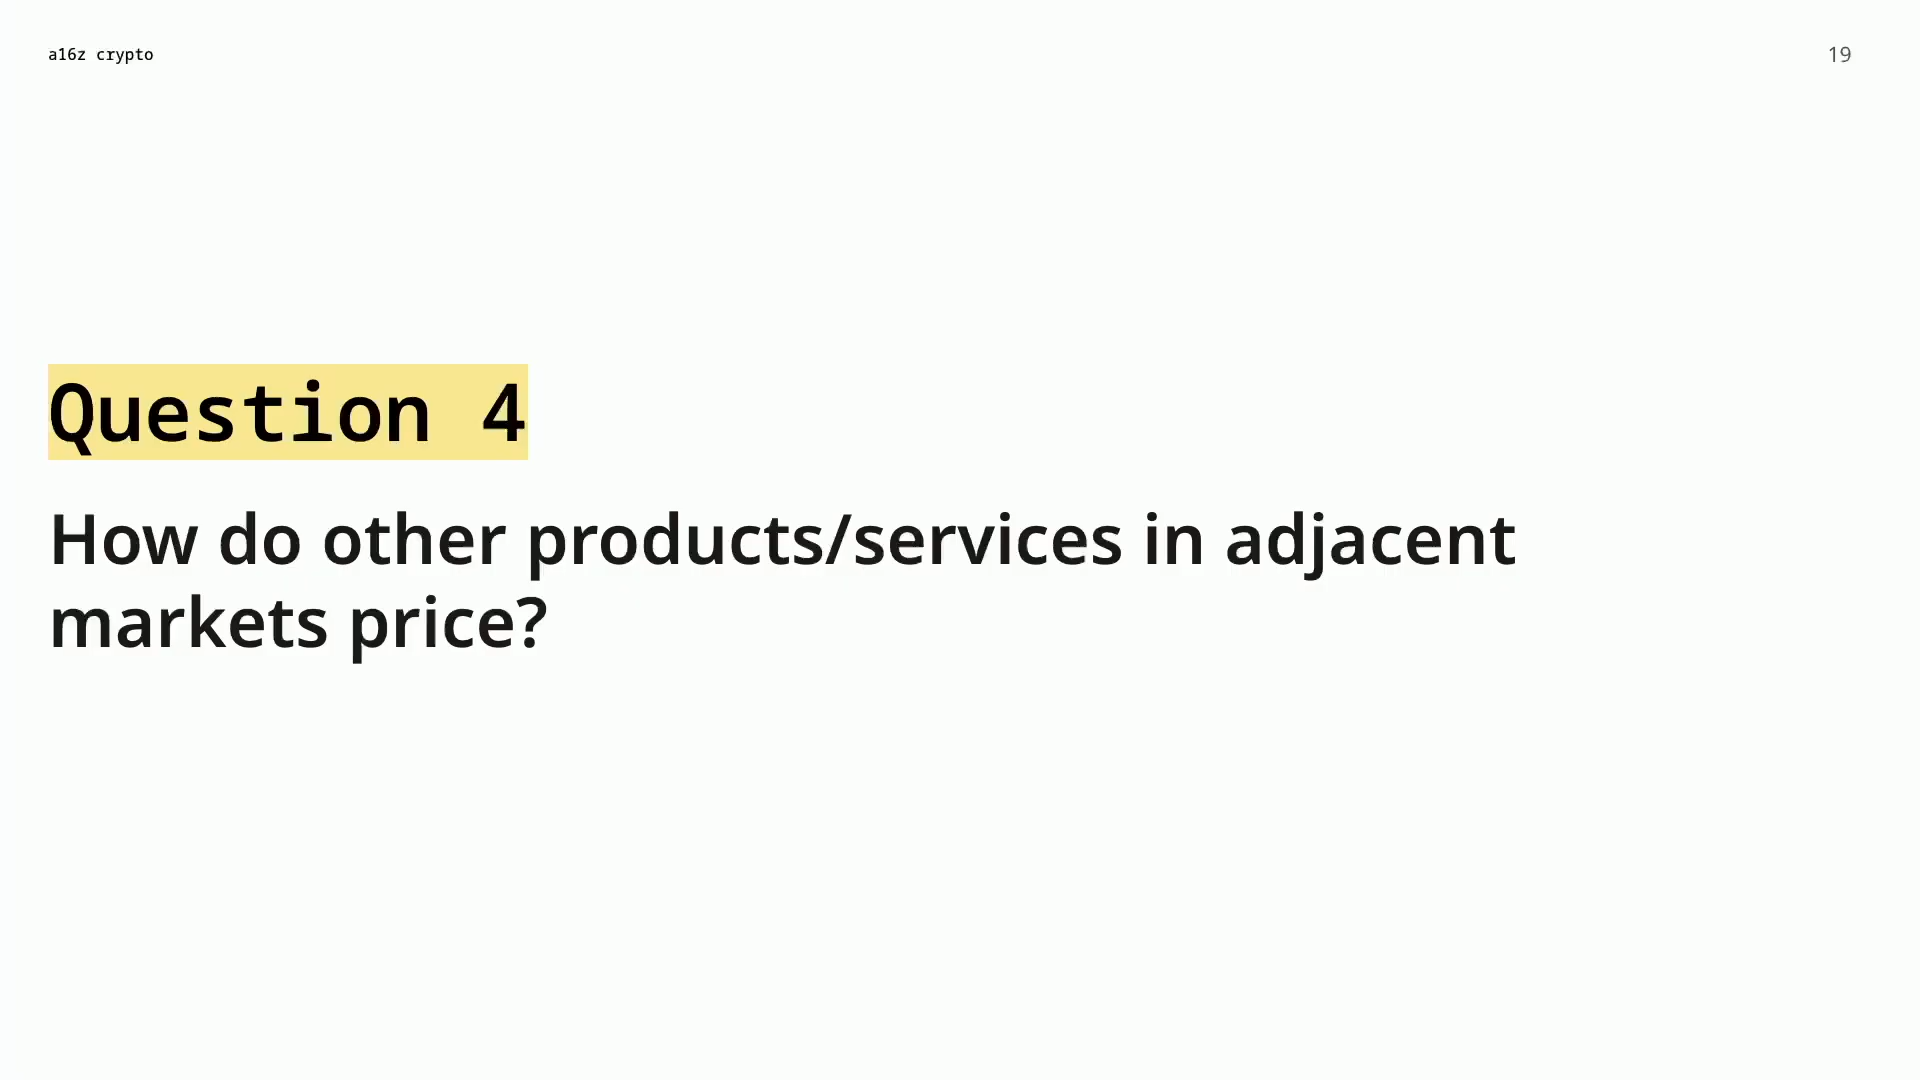 a16z crypto
19
Question 4
How do other products/services in adjacent
markets price?